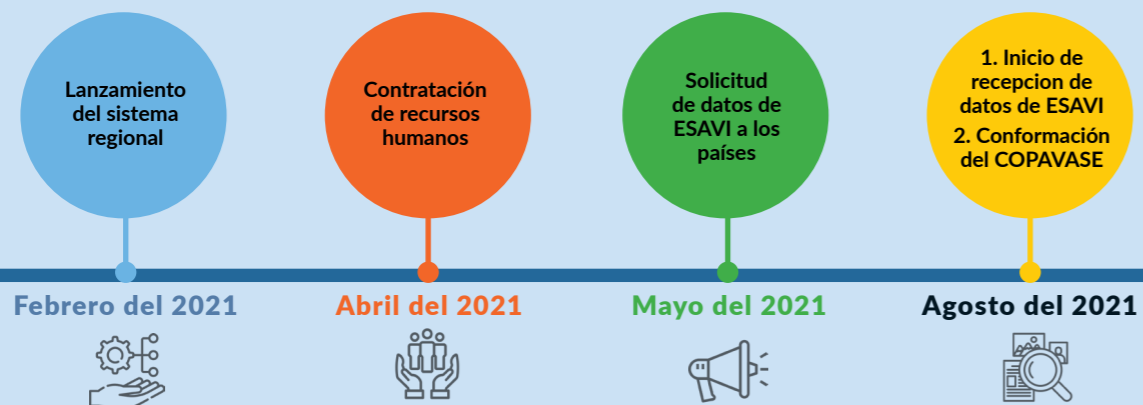 Lanzamiento
del sistema
regional
Contratación
de recursos
humanos
Solicitud
de datos de
ESAVI a los
países
1. Inicio de
recepcion de
datos de ESAVI
2. Conformación
del COPAVASE
Febrero del 2021
Abril del 2021
Mayo del 2021
Agosto del 2021